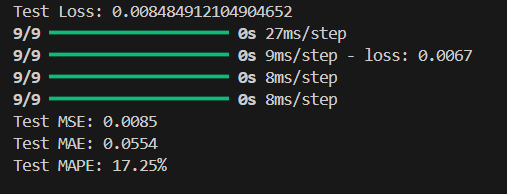 Test Loss: 0.008484912104904652
9/9 ━━━━━━━━━━━━━━━━━━━━ 0s 27ms/step
9/9 ━━━━━━━━━━━━━━━━━━━━ 0s 9ms/step - loss: 0.0067
9/9 ━━━━━━━━━━━━━━━━━━━━ 0s 8ms/step
9/9 ━━━━━━━━━━━━━━━━━━━━ 0s 8ms/step
Test MSE: 0.0085
Test MAE: 0.0554
Test MAPE: 17.25%